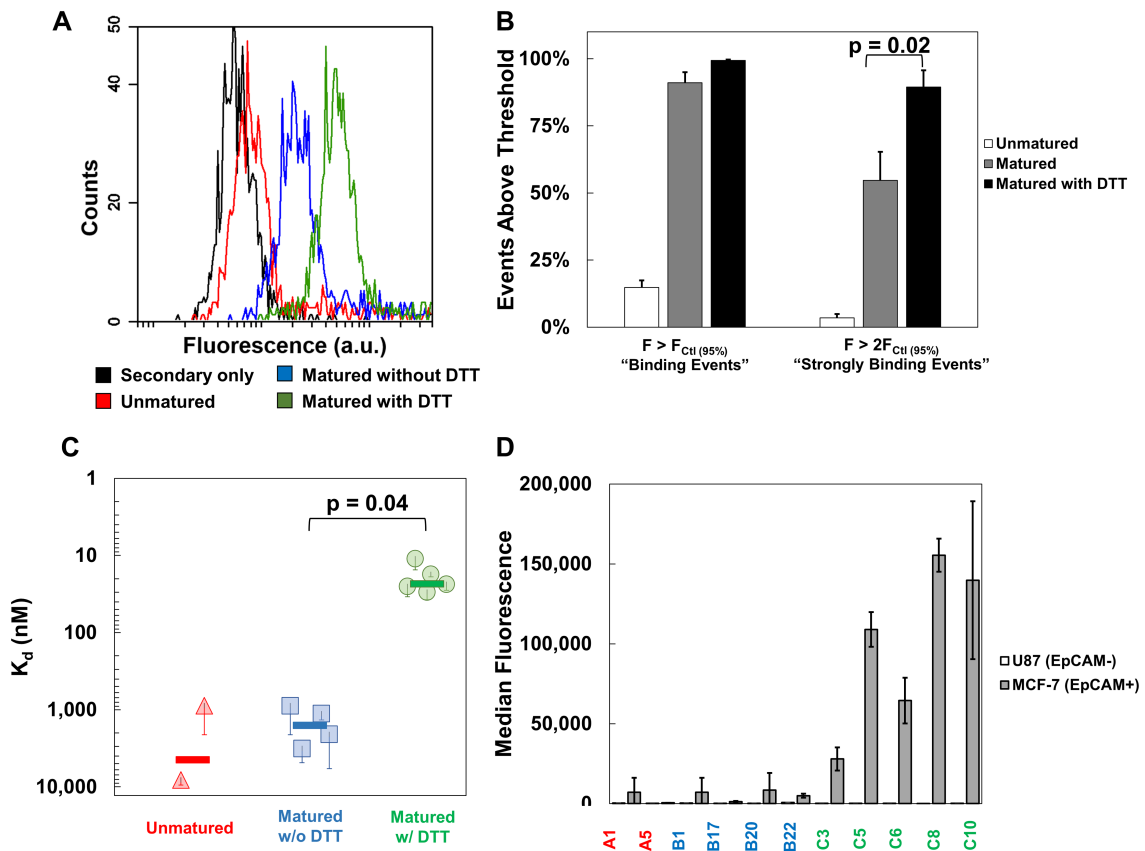 A
50
40
20
0
Counts
Fluorescence (a.u.)
Secondary only
Matured without DTT
Unmatured
Matured with DTT
B
100%
75%
50%
25%
0%
Events Above Threshold
p = 0.02
Unmatured
Matured
Matured with DTT
F > F Ctl (95%)
“Binding Events”
F > 2F Ctl (95%)
“Strongly Binding Events”
C
1
10
100
1,000
10,000
Kd (nM)
p = 0.04
Unmatured
Matured
w/o DTT
Matured
w/ DTT
D
200,000
150,000
100,000
50,000
0
Median Fluorescence
U87 (EpCAM-)
MCF-7 (EpCAM+)
A1
A5
B1
B17
B20
B22
C3
C5
C6
C8
C10